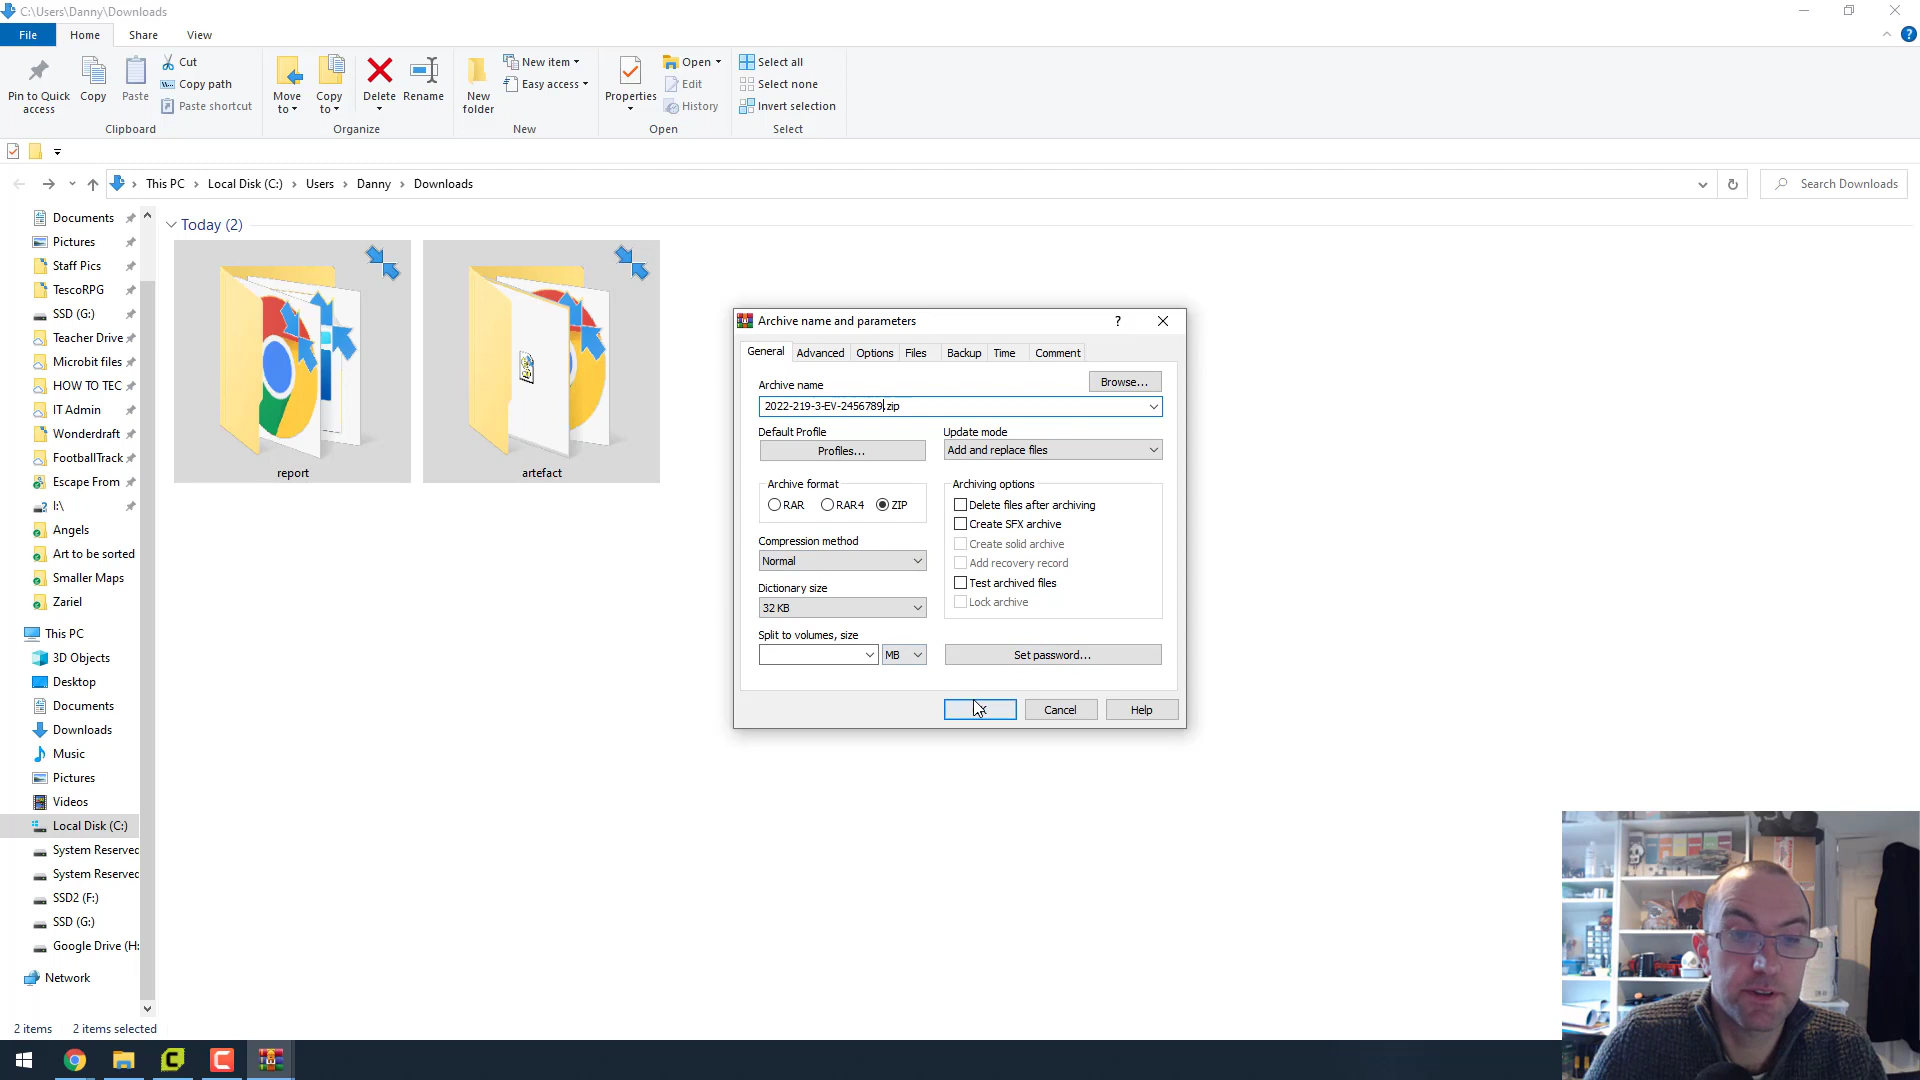 C:\Users\Danny\Downloads
File Home Share View
Pin to Quick access
Copy
Paste
Cut
Copy path
Paste shortcut
Clipboard
Move to
Copy to
Delete
Rename
Organize
New folder
New item
Easy access
New
Properties
Open
Edit
History
Open
Select all
Select none
Invert selection
Select
This PC > Local Disk (C:) > Users > Danny > Downloads
Search Downloads
Documents
Pictures
Staff Pics
TescoRPG
SSD (G:)
Teacher Drive
Microbit files
HOW TO TEC
IT Admin
Wonderdraft
FootballTrack
Escape From
I:\
Angels
Art to be sorted
Smaller Maps
Zariel
This PC
3D Objects
Desktop
Documents
Downloads
Music
Pictures
Videos
Local Disk (C:)
System Reserved
System Reserved
SSD2 (F:)
SSD (G:)
Google Drive (H:
Network
Today (2)
report
artefact
Archive name and parameters
?
General Advanced Options Files Backup Time Comment
Archive name
Browse...
2022-219-3-EV-2456789.zip
Default Profile
Profiles...
Update mode
Add and replace files
Archive format
RAR RAR4 ZIP
Compression method
Normal
Dictionary size
32 KB
Split to volumes, size
MB
Archiving options
Delete files after archiving
Create SFX archive
Create solid archive
Add recovery record
Test archived files
Lock archive
Set password...
Cancel
Help
2 items 2 items selected